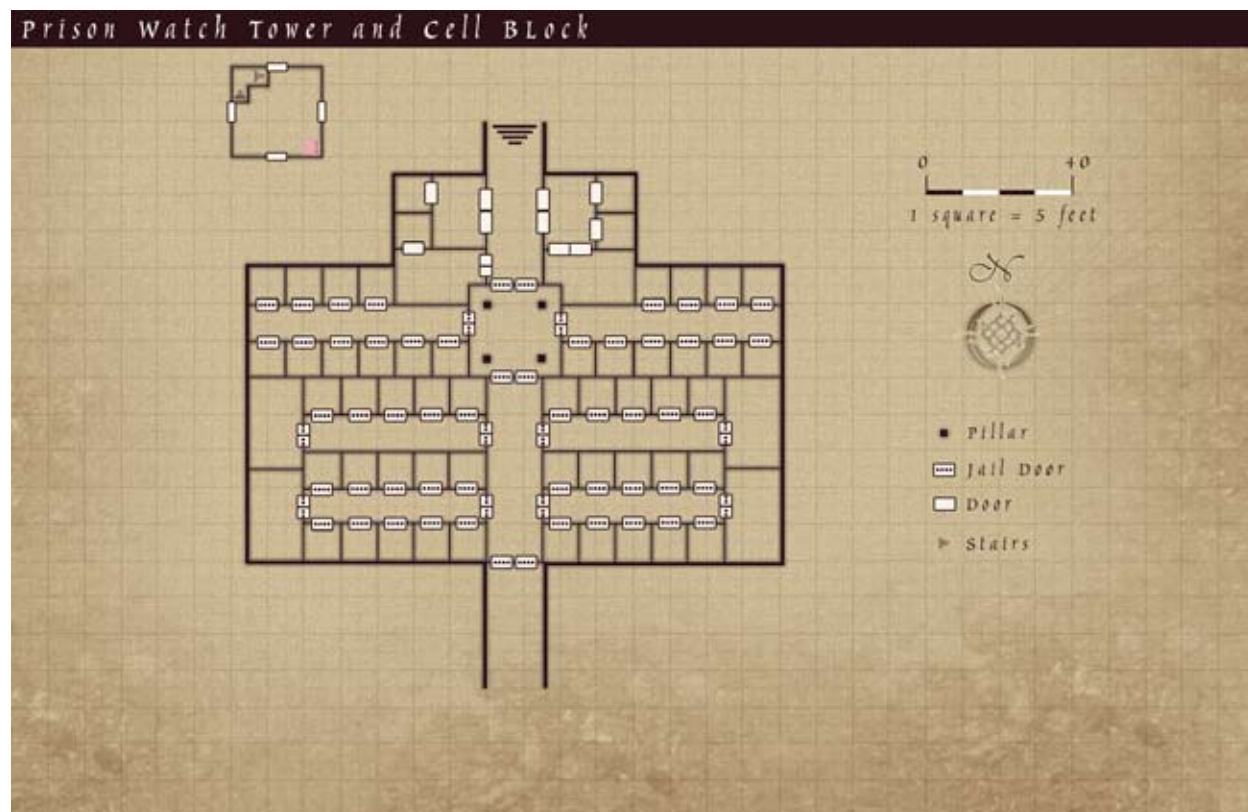 Prison Watch Tower and Cell Block
0 40
1 square = 5 feet
N
Pillar
Jail Door
Door
Stairs